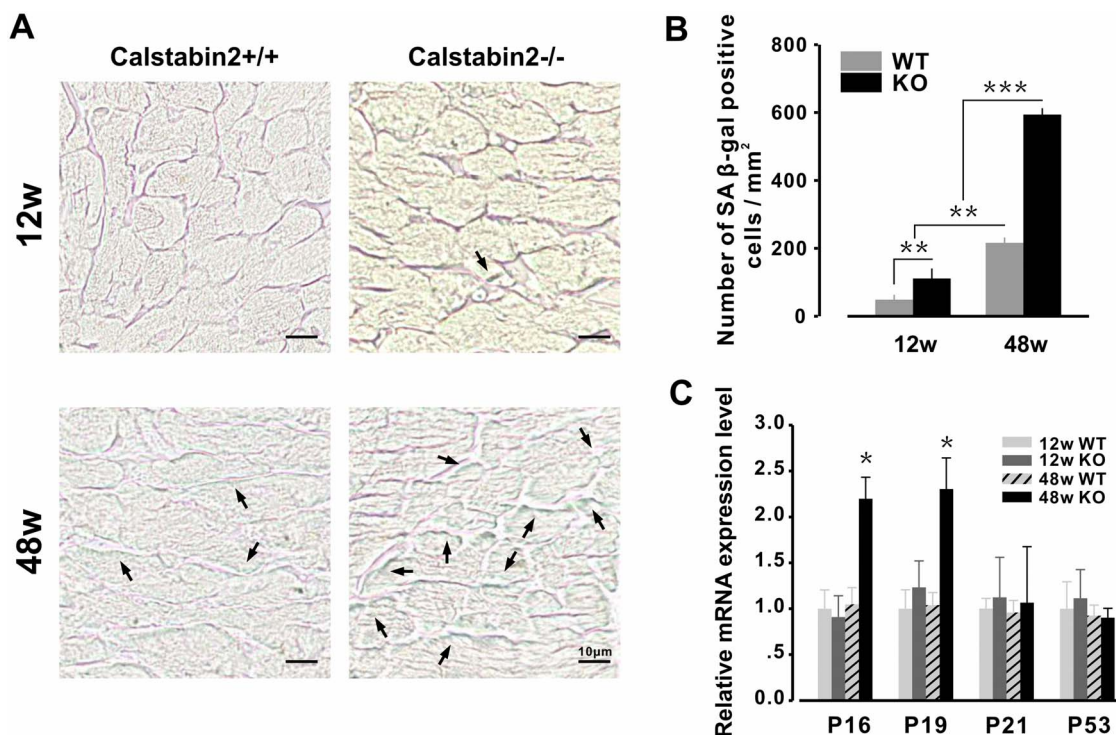 A
Calstabin2+/+
Calstabin2-/-
12w
48w
10μm
B
Number of SA β-gal positive
cells / mm²
800
600
400
200
0
WT
KO
**
**
***
12w
48w
C
Relative mRNA expression level
3.0
2.5
2.0
1.5
1.0
.5
0.0
12w WT
12w KO
48w WT
48w KO
*
*
P16
P19
P21
P53